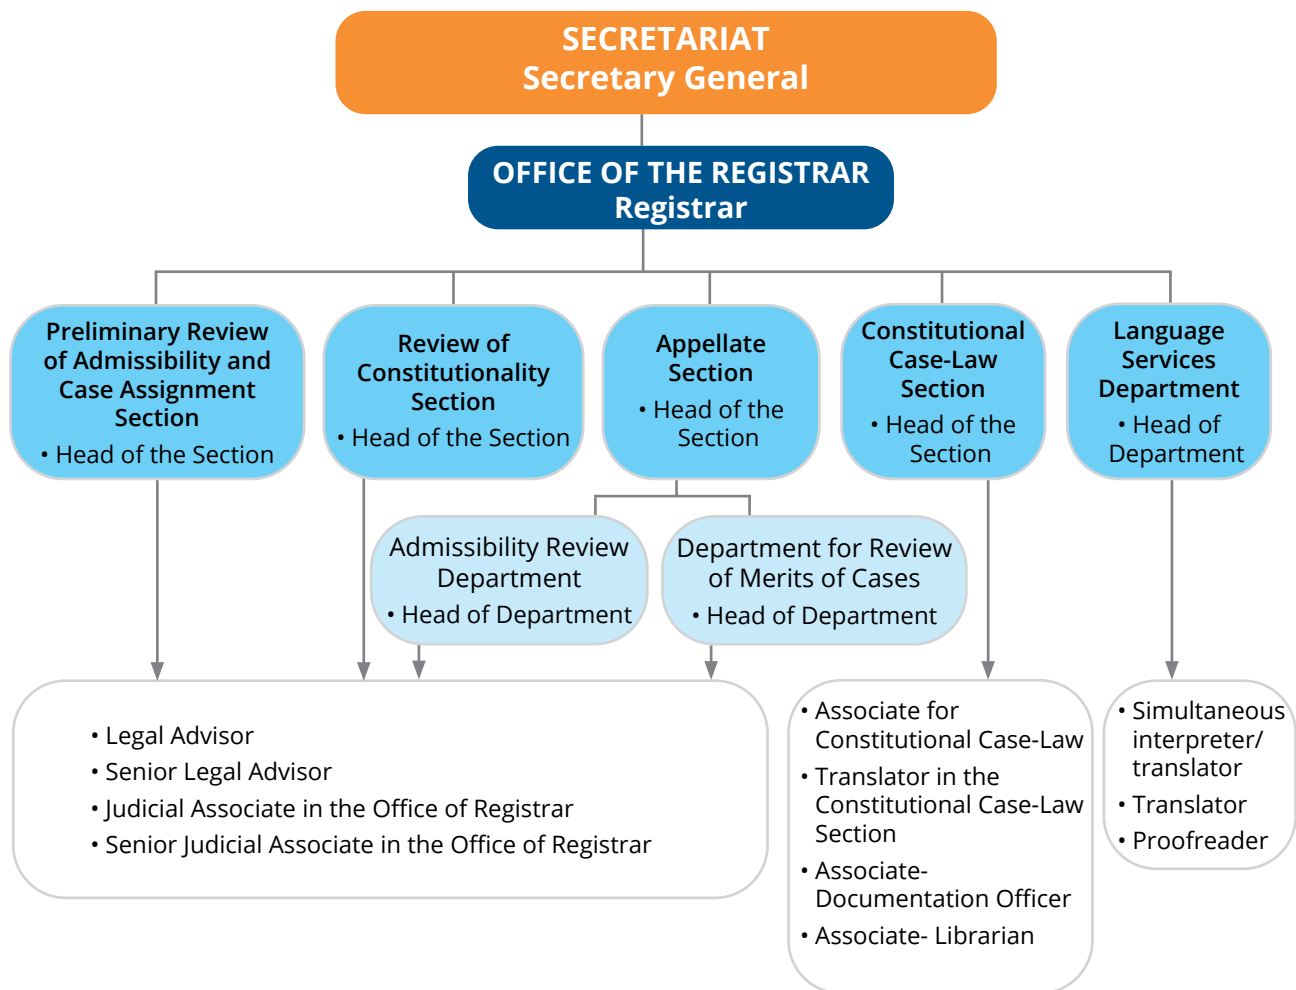 SECRETARIAT
Secretary General
OFFICE OF THE REGISTRAR
Registrar
Preliminary Review
of Admissibility and
Case Assignment
Section
• Head of the Section
Review of
Constitutionality
Section
• Head of the Section
Appellate
Section
• Head of the
Section
Constitutional
Case-Law
Section
• Head of the
Section
Language
Services
Department
• Head of
Department
Admissibility Review
Department
• Head of Department
Department for Review
of Merits of Cases
• Head of Department
• Legal Advisor
• Senior Legal Advisor
• Judicial Associate in the Office of Registrar
• Senior Judicial Associate in the Office of Registrar
• Associate for
Constitutional Case-Law
• Translator in the
Constitutional Case-Law
Section
• Associate-
Documentation Officer
• Associate- Librarian
• Simultaneous
interpreter/
translator
• Translator
• Proofreader